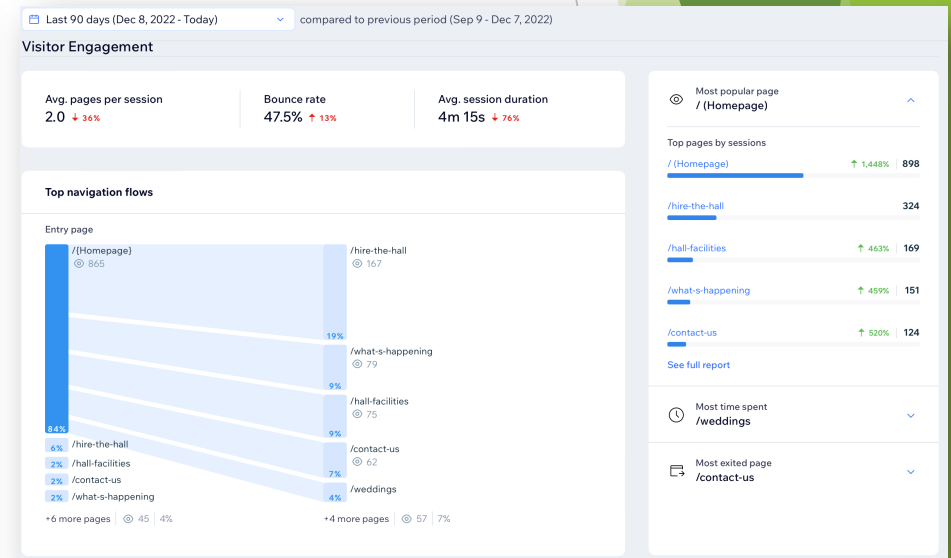 Last 90 days (Dec 8, 2022 - Today) compared to previous period (Sep 9 - Dec 7, 2022)
Visitor Engagement
Avg. pages per session
2.0 ↓ 36%
Bounce rate
47.5% ↑ 13%
Avg. session duration
4m 15s ↓ 76%
Top navigation flows
Entry page
/{Homepage}
865
84%
6% /hire-the-hall
2% /hall-facilities
2% /contact-us
2% /what-s-happening
+6 more pages 45 4%
/hire-the-hall
167
19%
/what-s-happening
79
9%
/hall-facilities
75
9%
/contact-us
62
7%
/weddings
4%
+4 more pages 57 7%
Most popular page
/ (Homepage)
Top pages by sessions
/ (Homepage) ↑ 1,448% 898
/hire-the-hall 324
/hall-facilities ↑ 463% 169
/what-s-happening ↑ 459% 151
/contact-us ↑ 520% 124
See full report
Most time spent
/weddings
Most exited page
/contact-us